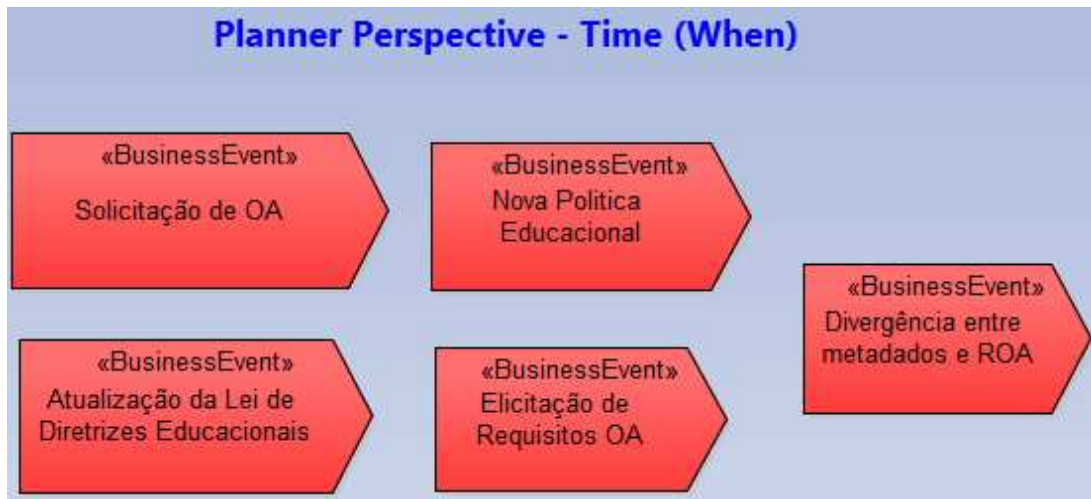 Planner Perspective - Time (When)
«BusinessEvent»
Solicitação de OA
«BusinessEvent»
Nova Politica
Educacional
«BusinessEvent»
Divergência entre
metadados e ROA
«BusinessEvent»
Atualização da Lei de
Diretrizes Educacionais
«BusinessEvent»
Elicitação de
Requisitos OA